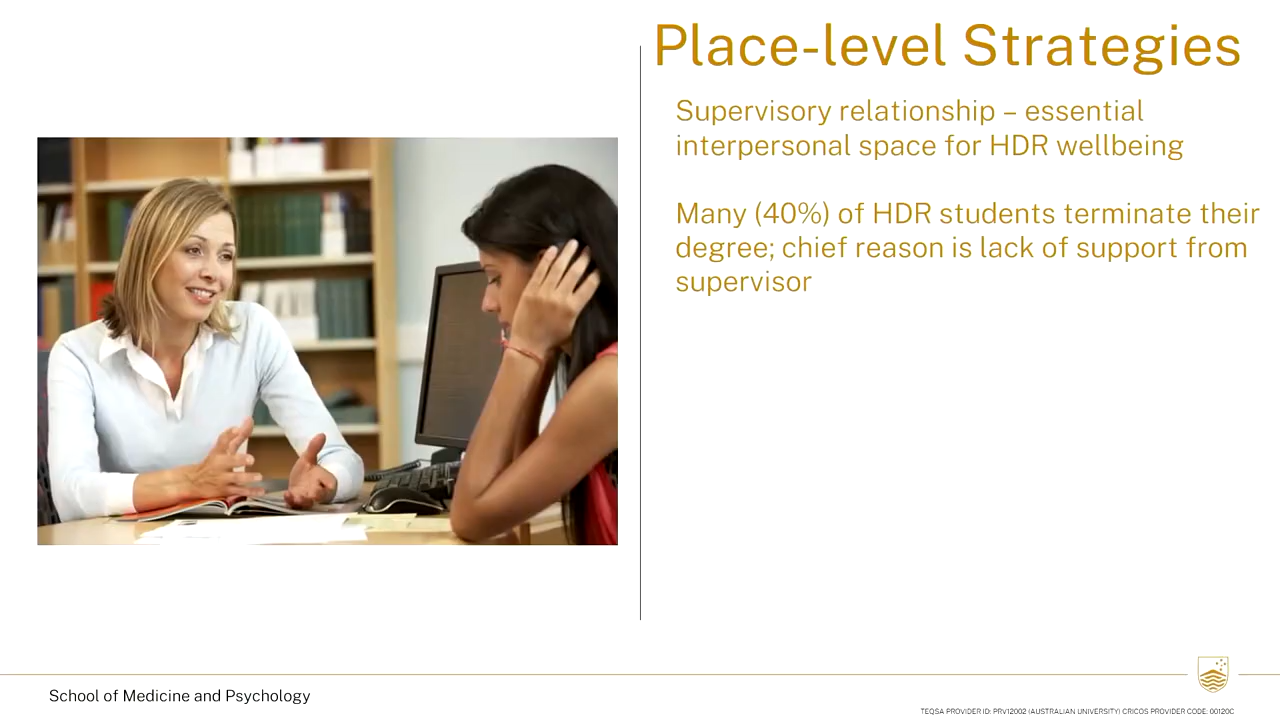 Place-level Strategies
Supervisory relationship – essential
interpersonal space for HDR wellbeing
Many (40%) of HDR students terminate their
degree; chief reason is lack of support from
supervisor
School of Medicine and Psychology
TEQSA PROVIDER ID: PRV12002 (AUSTRALIAN UNIVERSITY) CRICOS PROVIDER CODE: 00120C